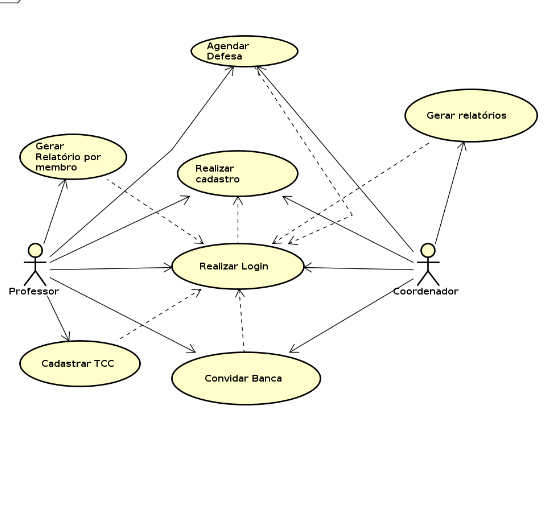 Agendar
Defesa
Gerar relatórios
Gerar
Relatório por
membro
Realizar
cadastro
Realizar Login
Professor
Coordenador
Cadastrar TCC
Convidar Banca